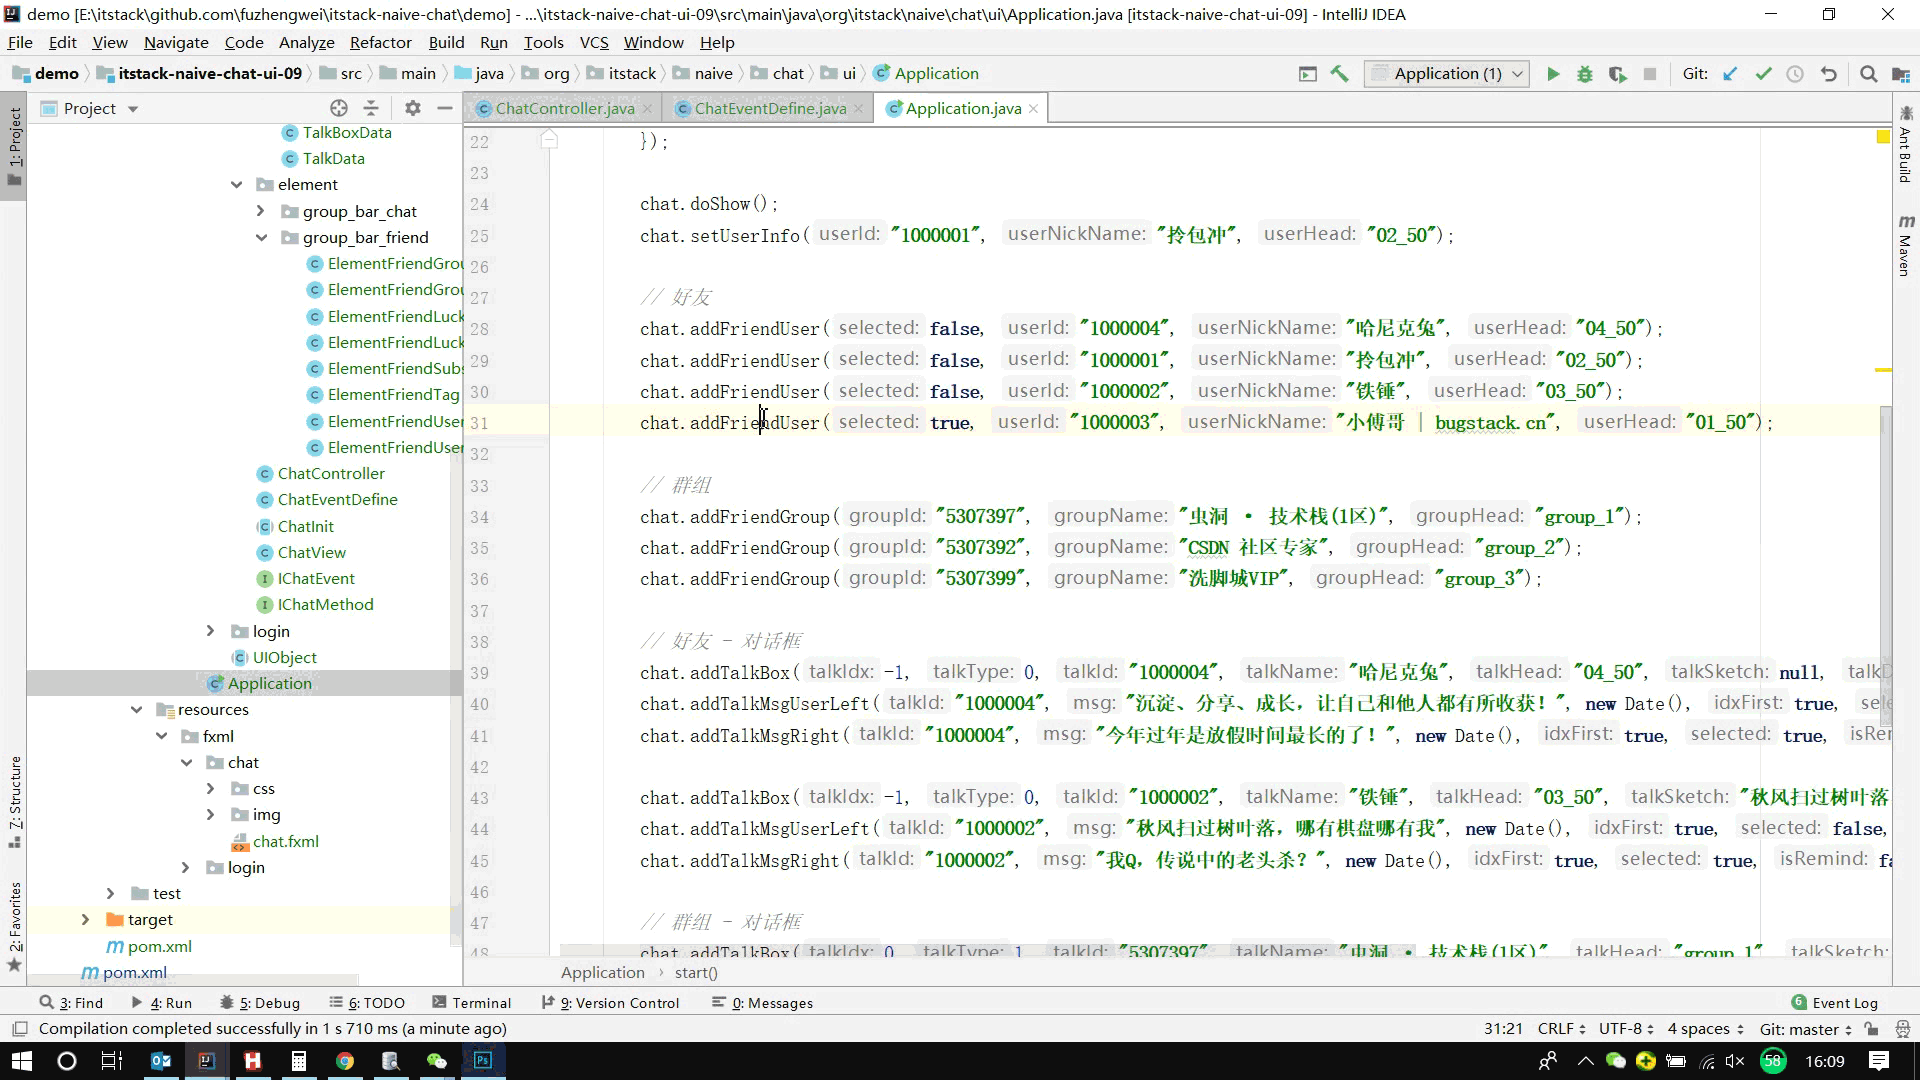 demo [E:\itstack\github.com\fuzhengwei\itstack-naive-chat\demo] - ...\itstack-naive-chat-ui-09\src\main\java\org\itstack\naive\chat\ui\Application.java [itstack-naive-chat-ui-09] - IntelliJ IDEA
File Edit View Navigate Code Analyze Refactor Build Run Tools VCS Window Help
demo itstack-naive-chat-ui-09 src main java org itstack naive chat ui Application Application (1) Git:
Project ChatController.java ChatEventDefine.java Application.java
1: Project
Z: Structure
2: Favorites
Ant Build
Maven
TalkBoxData
TalkData
element
group_bar_chat
group_bar_friend
ElementFriendGrou
ElementFriendGrou
ElementFriendLuck
ElementFriendLuck
ElementFriendSubs
ElementFriendTag
ElementFriendUser
ElementFriendUser
ChatController
ChatEventDefine
ChatInit
ChatView
IChatEvent
IChatMethod
login
UIObject
Application
resources
fxml
chat
css
img
chat.fxml
login
test
target
pom.xml
pom.xml
22 });
23
24 chat.doShow();
25 chat.setUserInfo( userId: "1000001", userNickName: "拎包冲", userHead: "02_50");
26
27 // 好友
28 chat.addFriendUser( selected: false, userId: "1000004", userNickName: "哈尼克兔", userHead: "04_50");
29 chat.addFriendUser( selected: false, userId: "1000001", userNickName: "拎包冲", userHead: "02_50");
30 chat.addFriendUser( selected: false, userId: "1000002", userNickName: "铁锤", userHead: "03_50");
31 chat.addFriendUser( selected: true, userId: "1000003", userNickName: "小傅哥 | bugstack.cn", userHead: "01_50");
32
33 // 群组
34 chat.addFriendGroup( groupId: "5307397", groupName: "虫洞 · 技术栈(1区)", groupHead: "group_1");
35 chat.addFriendGroup( groupId: "5307392", groupName: "CSDN 社区专家", groupHead: "group_2");
36 chat.addFriendGroup( groupId: "5307399", groupName: "洗脚城VIP", groupHead: "group_3");
37
38 // 好友 - 对话框
39 chat.addTalkBox( talkIdx: -1, talkType: 0, talkId: "1000004", talkName: "哈尼克兔", talkHead: "04_50", talkSketch: null, talkD
40 chat.addTalkMsgUserLeft( talkId: "1000004", msg: "沉淀、分享、成长，让自己和他人都有所收获！", new Date(), idxFirst: true, sele
41 chat.addTalkMsgRight( talkId: "1000004", msg: "今年过年是放假时间最长的了！", new Date(), idxFirst: true, selected: true, isRemi
42
43 chat.addTalkBox( talkIdx: -1, talkType: 0, talkId: "1000002", talkName: "铁锤", talkHead: "03_50", talkSketch: "秋风扫过树叶落
44 chat.addTalkMsgUserLeft( talkId: "1000002", msg: "秋风扫过树叶落，哪有棋盘哪有我", new Date(), idxFirst: true, selected: false,
45 chat.addTalkMsgRight( talkId: "1000002", msg: "我Q，传说中的老头杀？", new Date(), idxFirst: true, selected: true, isRemind: fa
46
47 // 群组 - 对话框
48 chat.addTalkBox( talkIdx: 0, talkType: 1, talkId: "5307397", talkName: "虫洞 · 技术栈(1区)", talkHead: "group_1", talkSketch:
Application › start()
3: Find 4: Run 5: Debug 6: TODO Terminal 9: Version Control 0: Messages 6 Event Log
Compilation completed successfully in 1 s 710 ms (a minute ago) 31:21 CRLF UTF-8 4 spaces Git: master
58 16:09